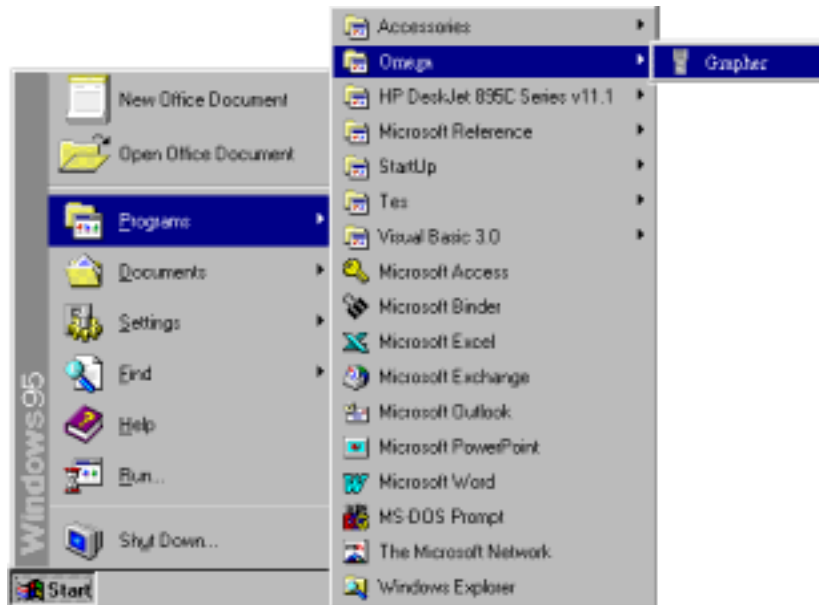 New Office Document
Open Office Document
Programs
Documents
Settings
Find
Help
Run...
Shut Down...
Windows95
Start
Accessories
Omega
HP DeskJet 895C Series v11.1
Microsoft Reference
StartUp
Tes
Visual Basic 3.0
Microsoft Access
Microsoft Binder
Microsoft Excel
Microsoft Exchange
Microsoft Outlook
Microsoft PowerPoint
Microsoft Word
MS-DOS Prompt
The Microsoft Network
Windows Explorer
Grapher